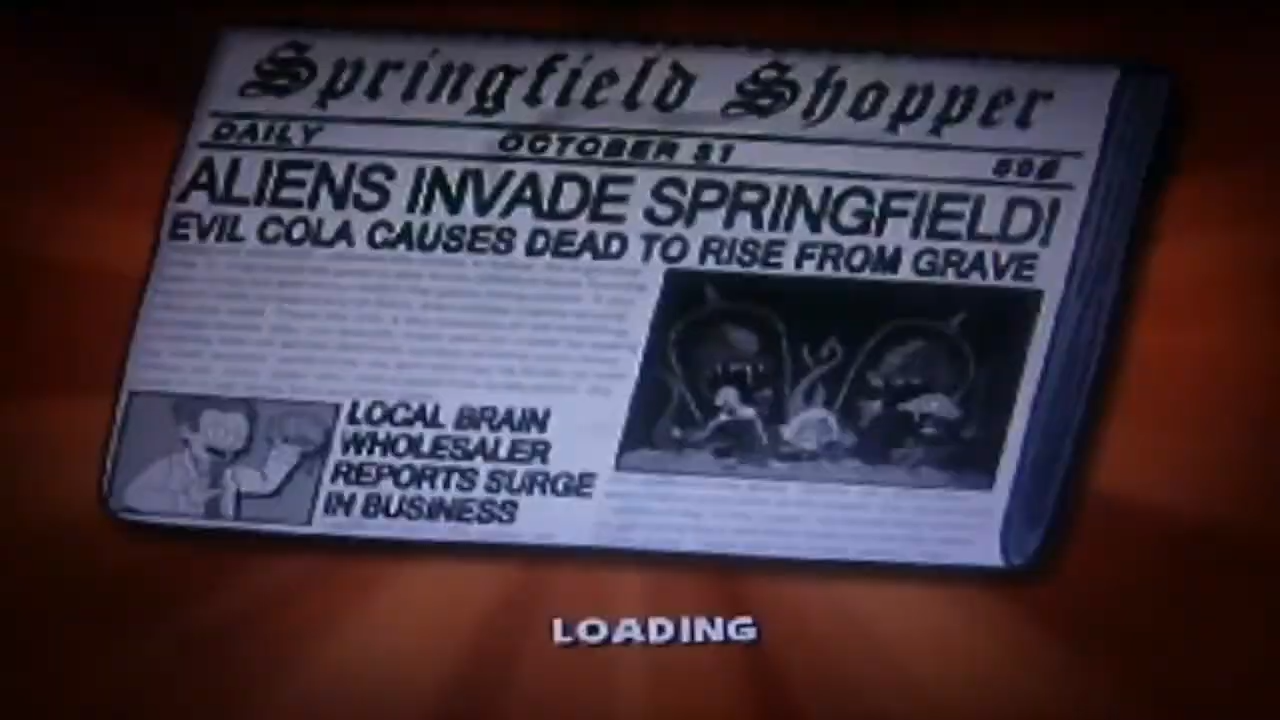 Springfield Shopper
DAILY OCTOBER 31 50¢
ALIENS INVADE SPRINGFIELD!
EVIL COLA CAUSES DEAD TO RISE FROM GRAVE
LOCAL BRAIN
WHOLESALER
REPORTS SURGE
IN BUSINESS
LOADING